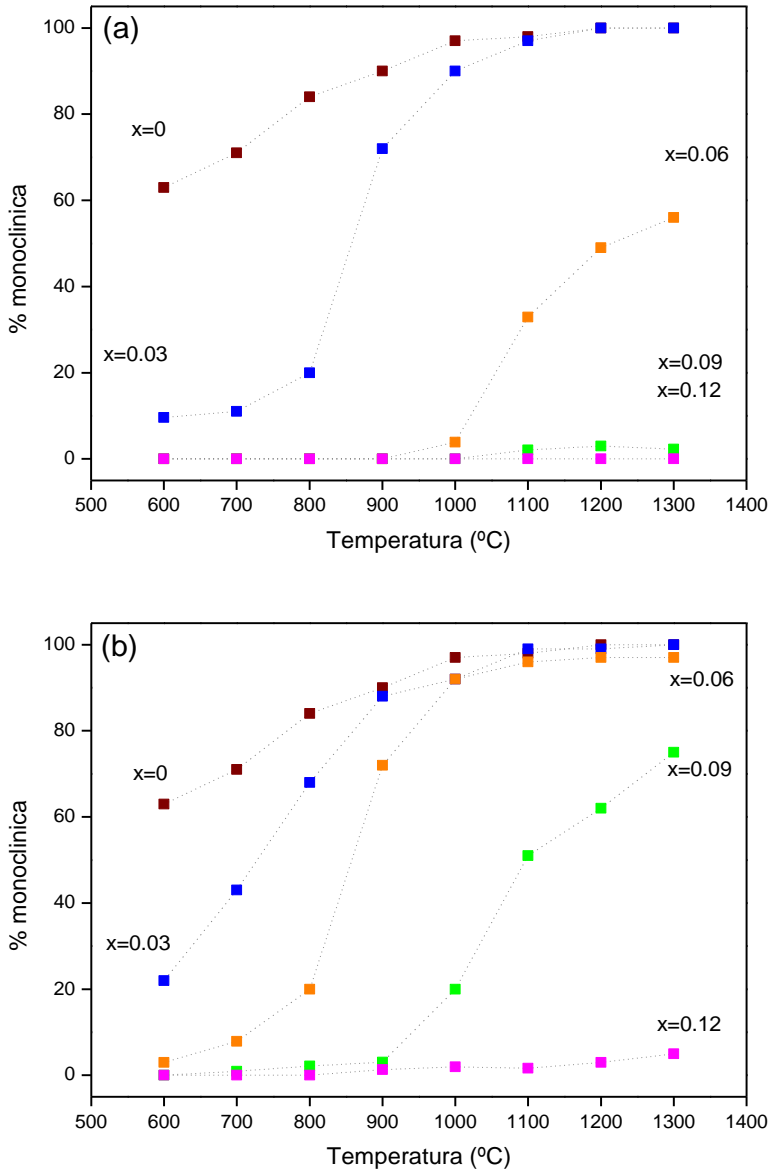 (a)
100
80
60
40
20
0
% monoclinica
x=0
x=0.06
x=0.03
x=0.09
x=0.12
500 600 700 800 900 1000 1100 1200 1300 1400
Temperatura (ºC)
(b)
100
80
60
40
20
0
% monoclinica
x=0.06
x=0
x=0.09
x=0.03
x=0.12
500 600 700 800 900 1000 1100 1200 1300 1400
Temperatura (ºC)